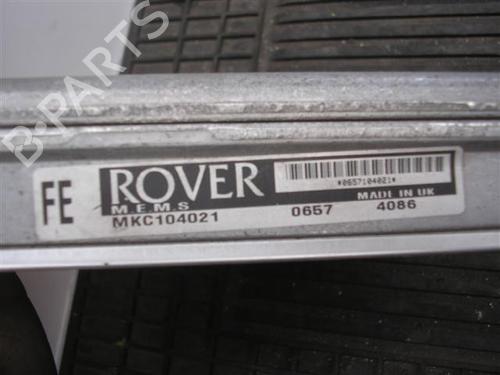 B-PARTS
FE ROVER
M.E.M.S
*0657104021*
MADE IN UK
MKC104021 0657 4086